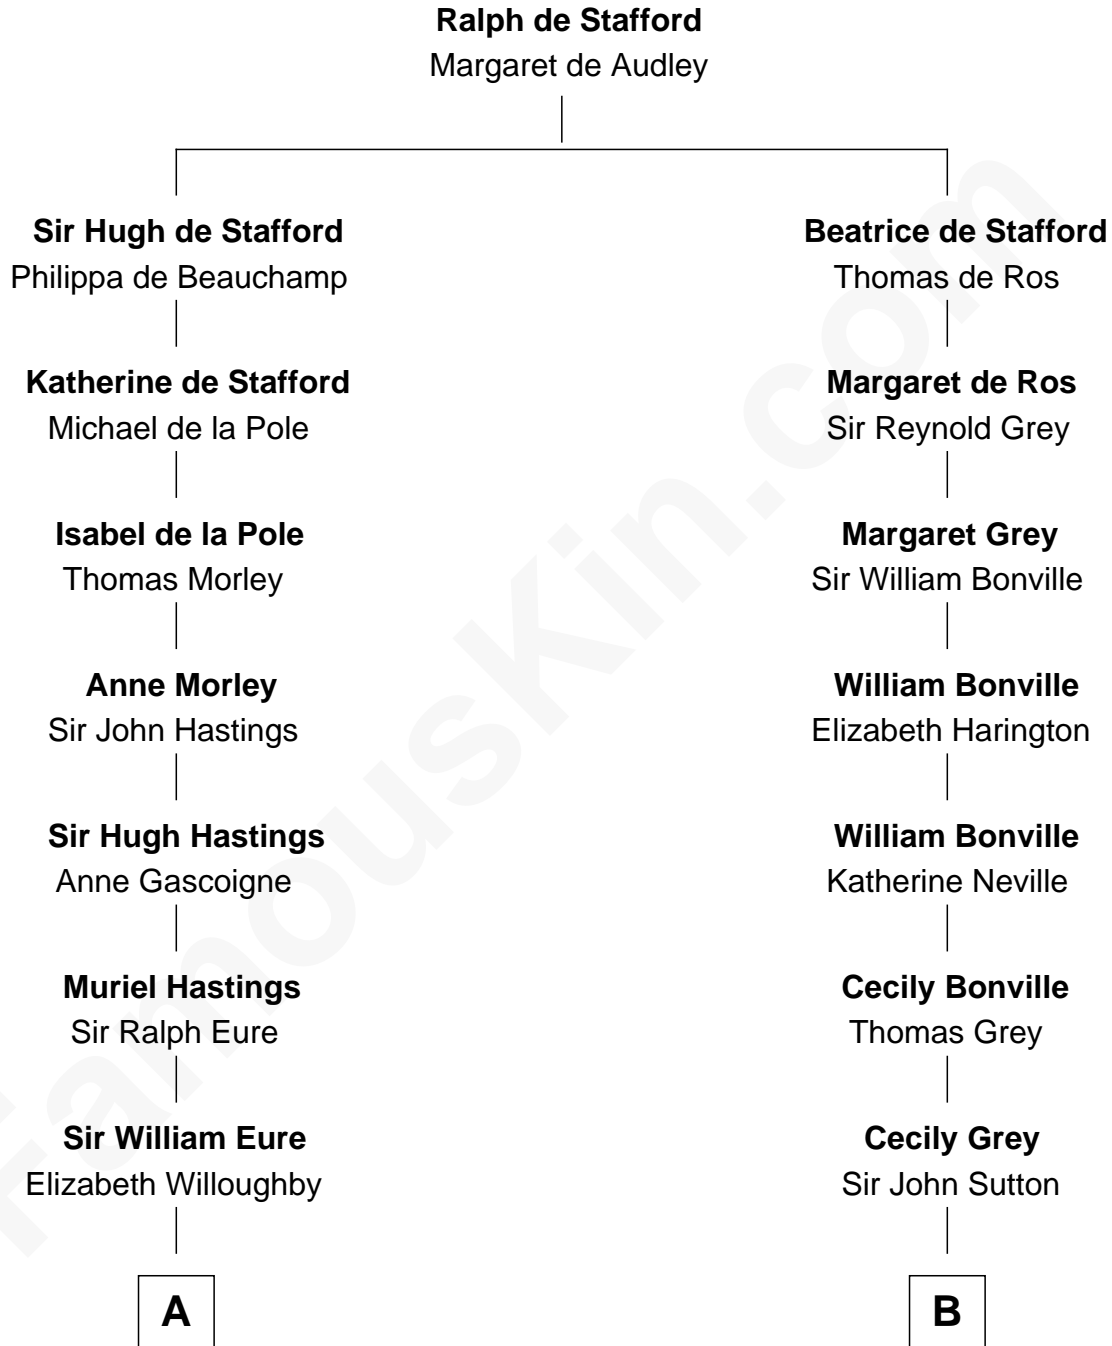 Ralph de Stafford
Margaret de Audley
Sir Hugh de Stafford
Philippa de Beauchamp
Katherine de Stafford
Michael de la Pole
Isabel de la Pole
Thomas Morley
Anne Morley
Sir John Hastings
Sir Hugh Hastings
Anne Gascoigne
Muriel Hastings
Sir Ralph Eure
Sir William Eure
Elizabeth Willoughby
A
Beatrice de Stafford
Thomas de Ros
Margaret de Ros
Sir Reynold Grey
Margaret Grey
Sir William Bonville
William Bonville
Elizabeth Harington
William Bonville
Katherine Neville
Cecily Bonville
Thomas Grey
Cecily Grey
Sir John Sutton
B
FamousKin.com